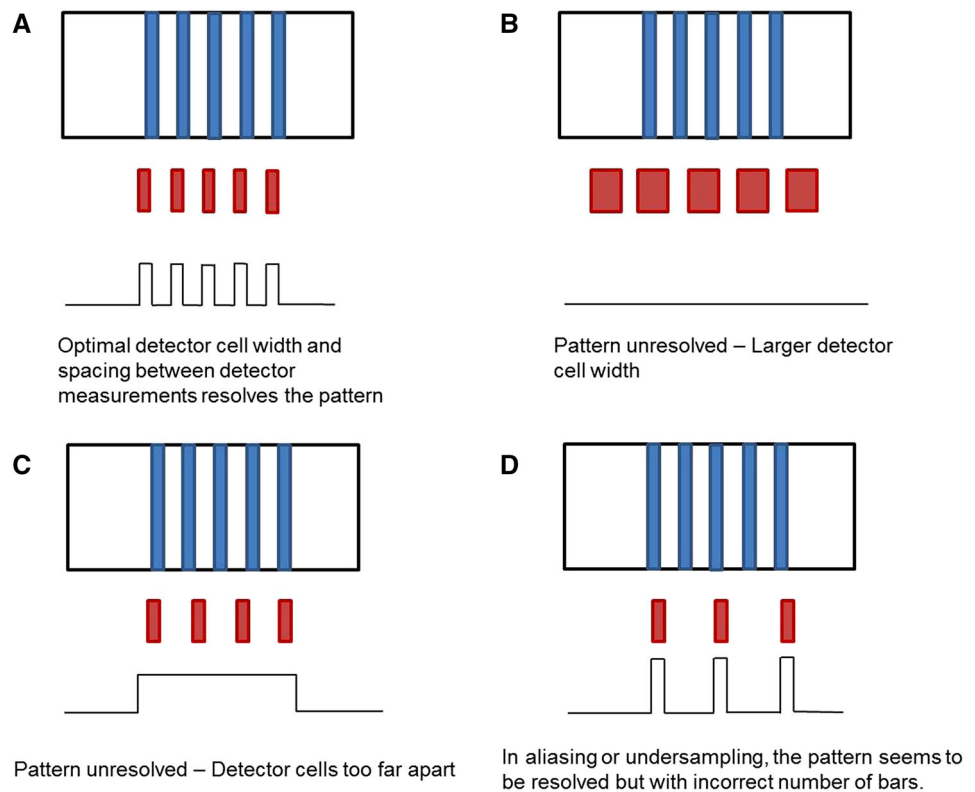 A
B
Optimal detector cell width and
spacing between detector
measurements resolves the pattern
Pattern unresolved – Larger detector
cell width
C
D
Pattern unresolved – Detector cells too far apart
In aliasing or undersampling, the pattern seems to
be resolved but with incorrect number of bars.